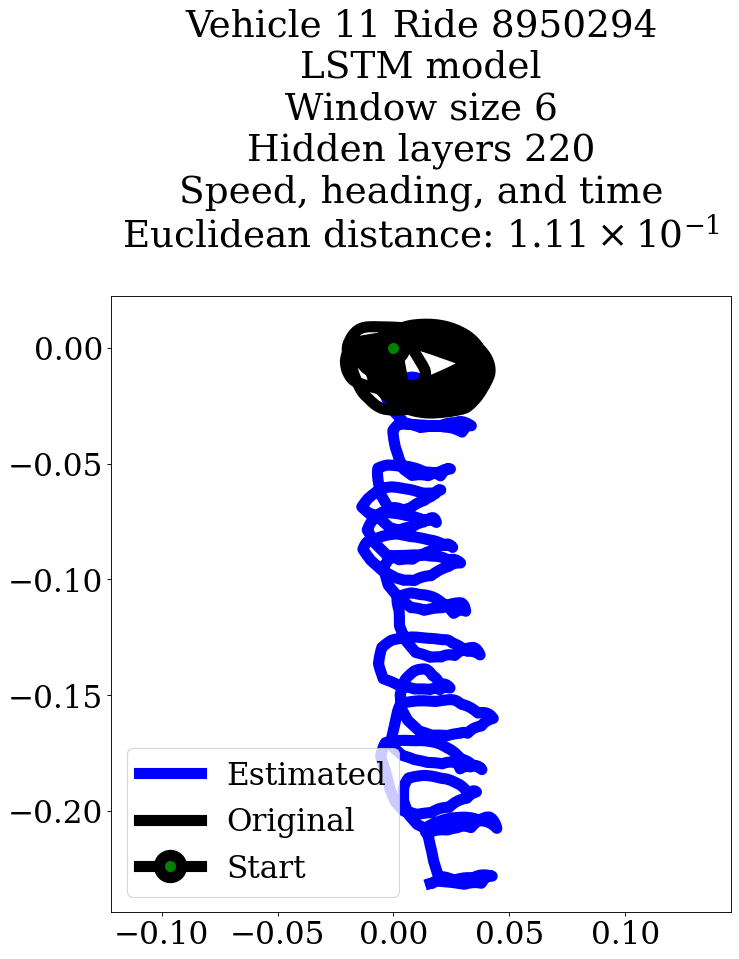 Vehicle 11 Ride 8950294
LSTM model
Window size 6
Hidden layers 220
Speed, heading, and time
Euclidean distance: 1.11 × 10⁻¹
0.00
−0.05
−0.10
−0.15
−0.20
Estimated
Original
Start
−0.10 −0.05 0.00 0.05 0.10